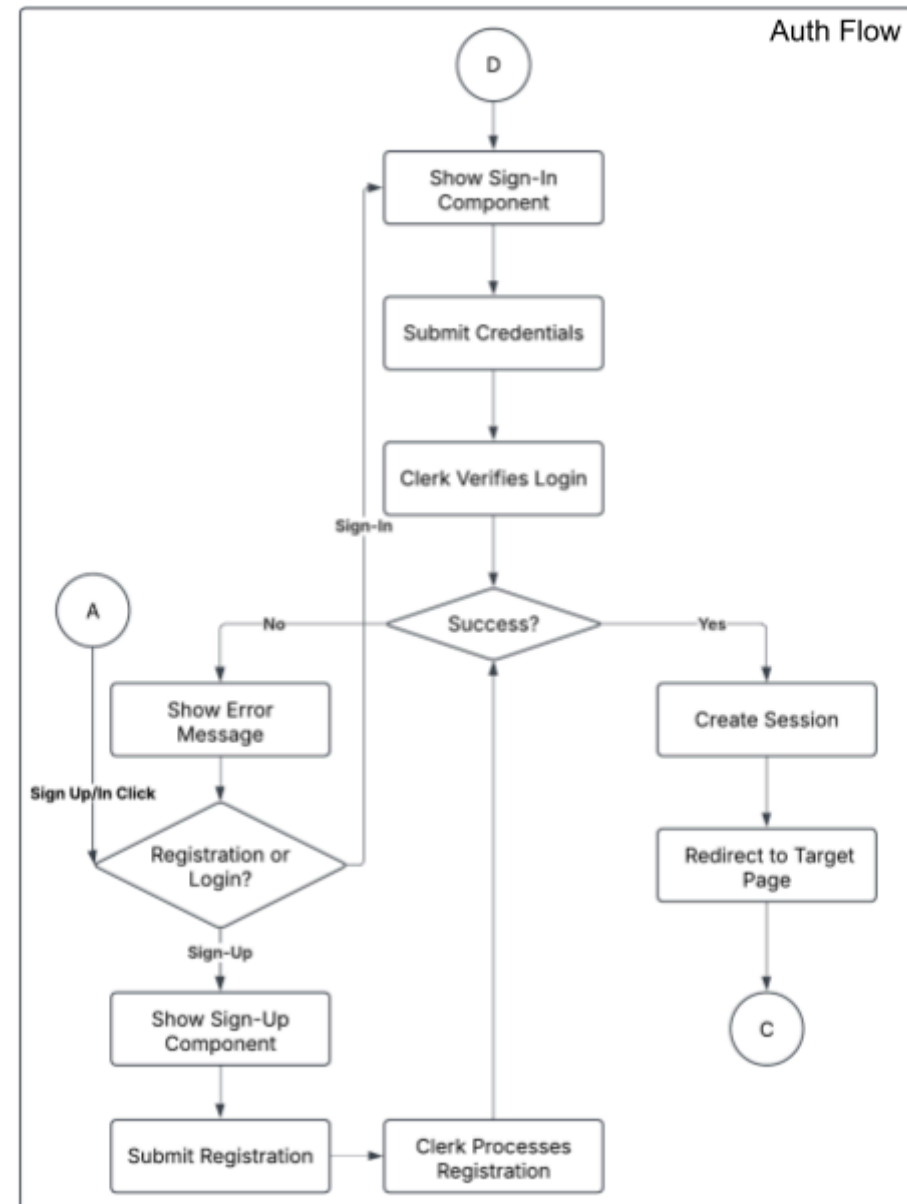 Auth Flow
D
Show Sign-In
Component
Submit Credentials
Clerk Verifies Login
Sign-In
A
No
Success?
Yes
Show Error
Message
Create Session
Sign Up/In Click
Registration or
Login?
Redirect to Target
Page
Sign-Up
Show Sign-Up
Component
C
Submit Registration
Clerk Processes
Registration